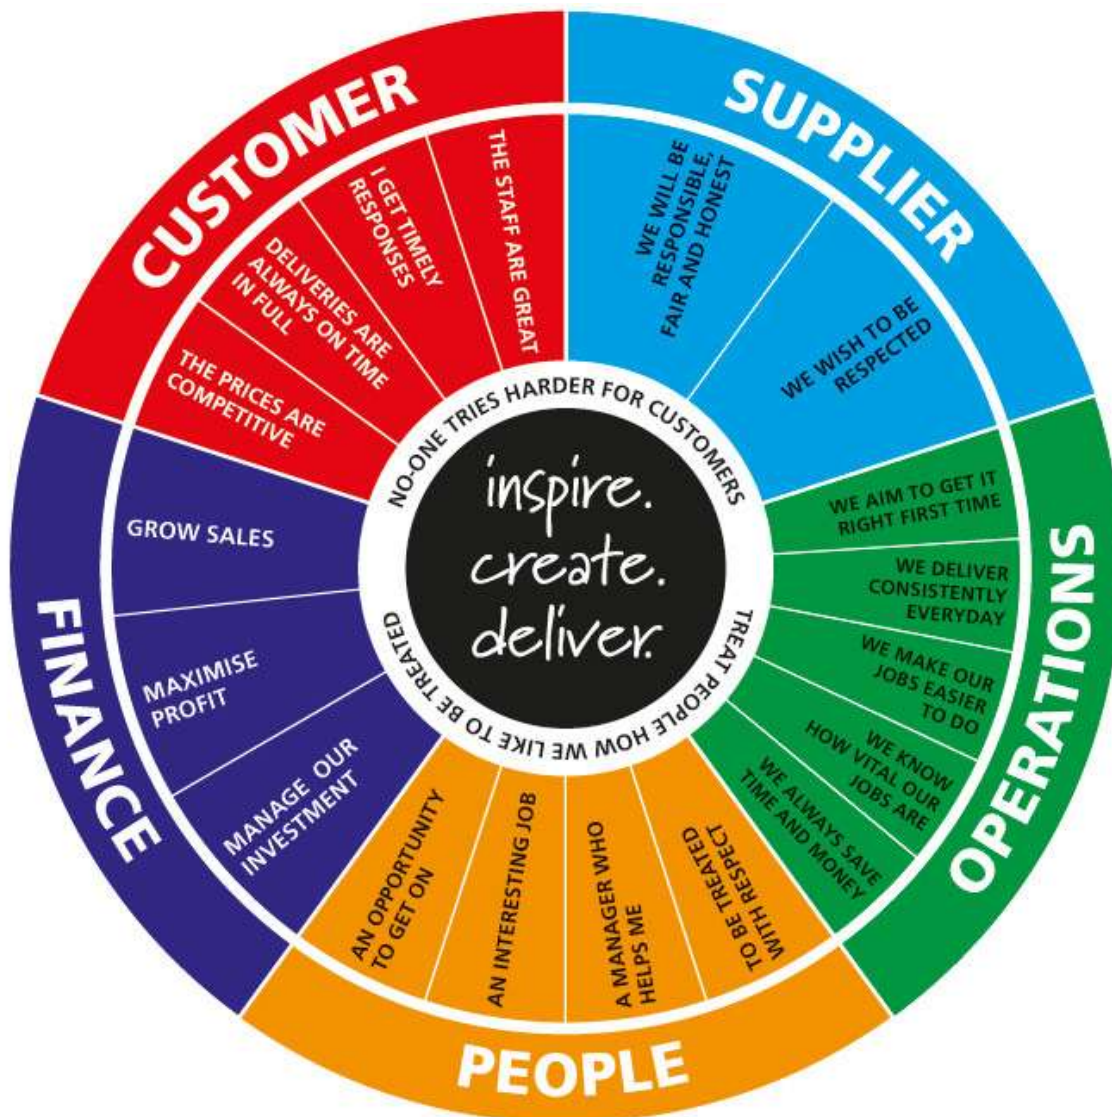 CUSTOMER
THE PRICES ARE
COMPETITIVE
DELIVERIES ARE
ALWAYS ON TIME
IN FULL
I GET TIMELY
RESPONSES
THE STAFF ARE GREAT
SUPPLIER
WE WILL BE
RESPONSIBLE,
FAIR AND HONEST
WE WISH TO BE
RESPECTED
OPERATIONS
WE AIM TO GET IT
RIGHT FIRST TIME
WE DELIVER
CONSISTENTLY
EVERYDAY
WE MAKE OUR
JOBS EASIER
TO DO
WE KNOW
HOW VITAL OUR
JOBS ARE
WE ALWAYS SAVE
TIME AND MONEY
PEOPLE
TO BE TREATED
WITH RESPECT
A MANAGER WHO
HELPS ME
AN INTERESTING JOB
AN OPPORTUNITY
TO GET ON
FINANCE
MANAGE OUR
INVESTMENT
MAXIMISE
PROFIT
GROW SALES
NO-ONE TRIES HARDER FOR CUSTOMERS
TREAT PEOPLE HOW WE LIKE TO BE TREATED
inspire.
create.
deliver.